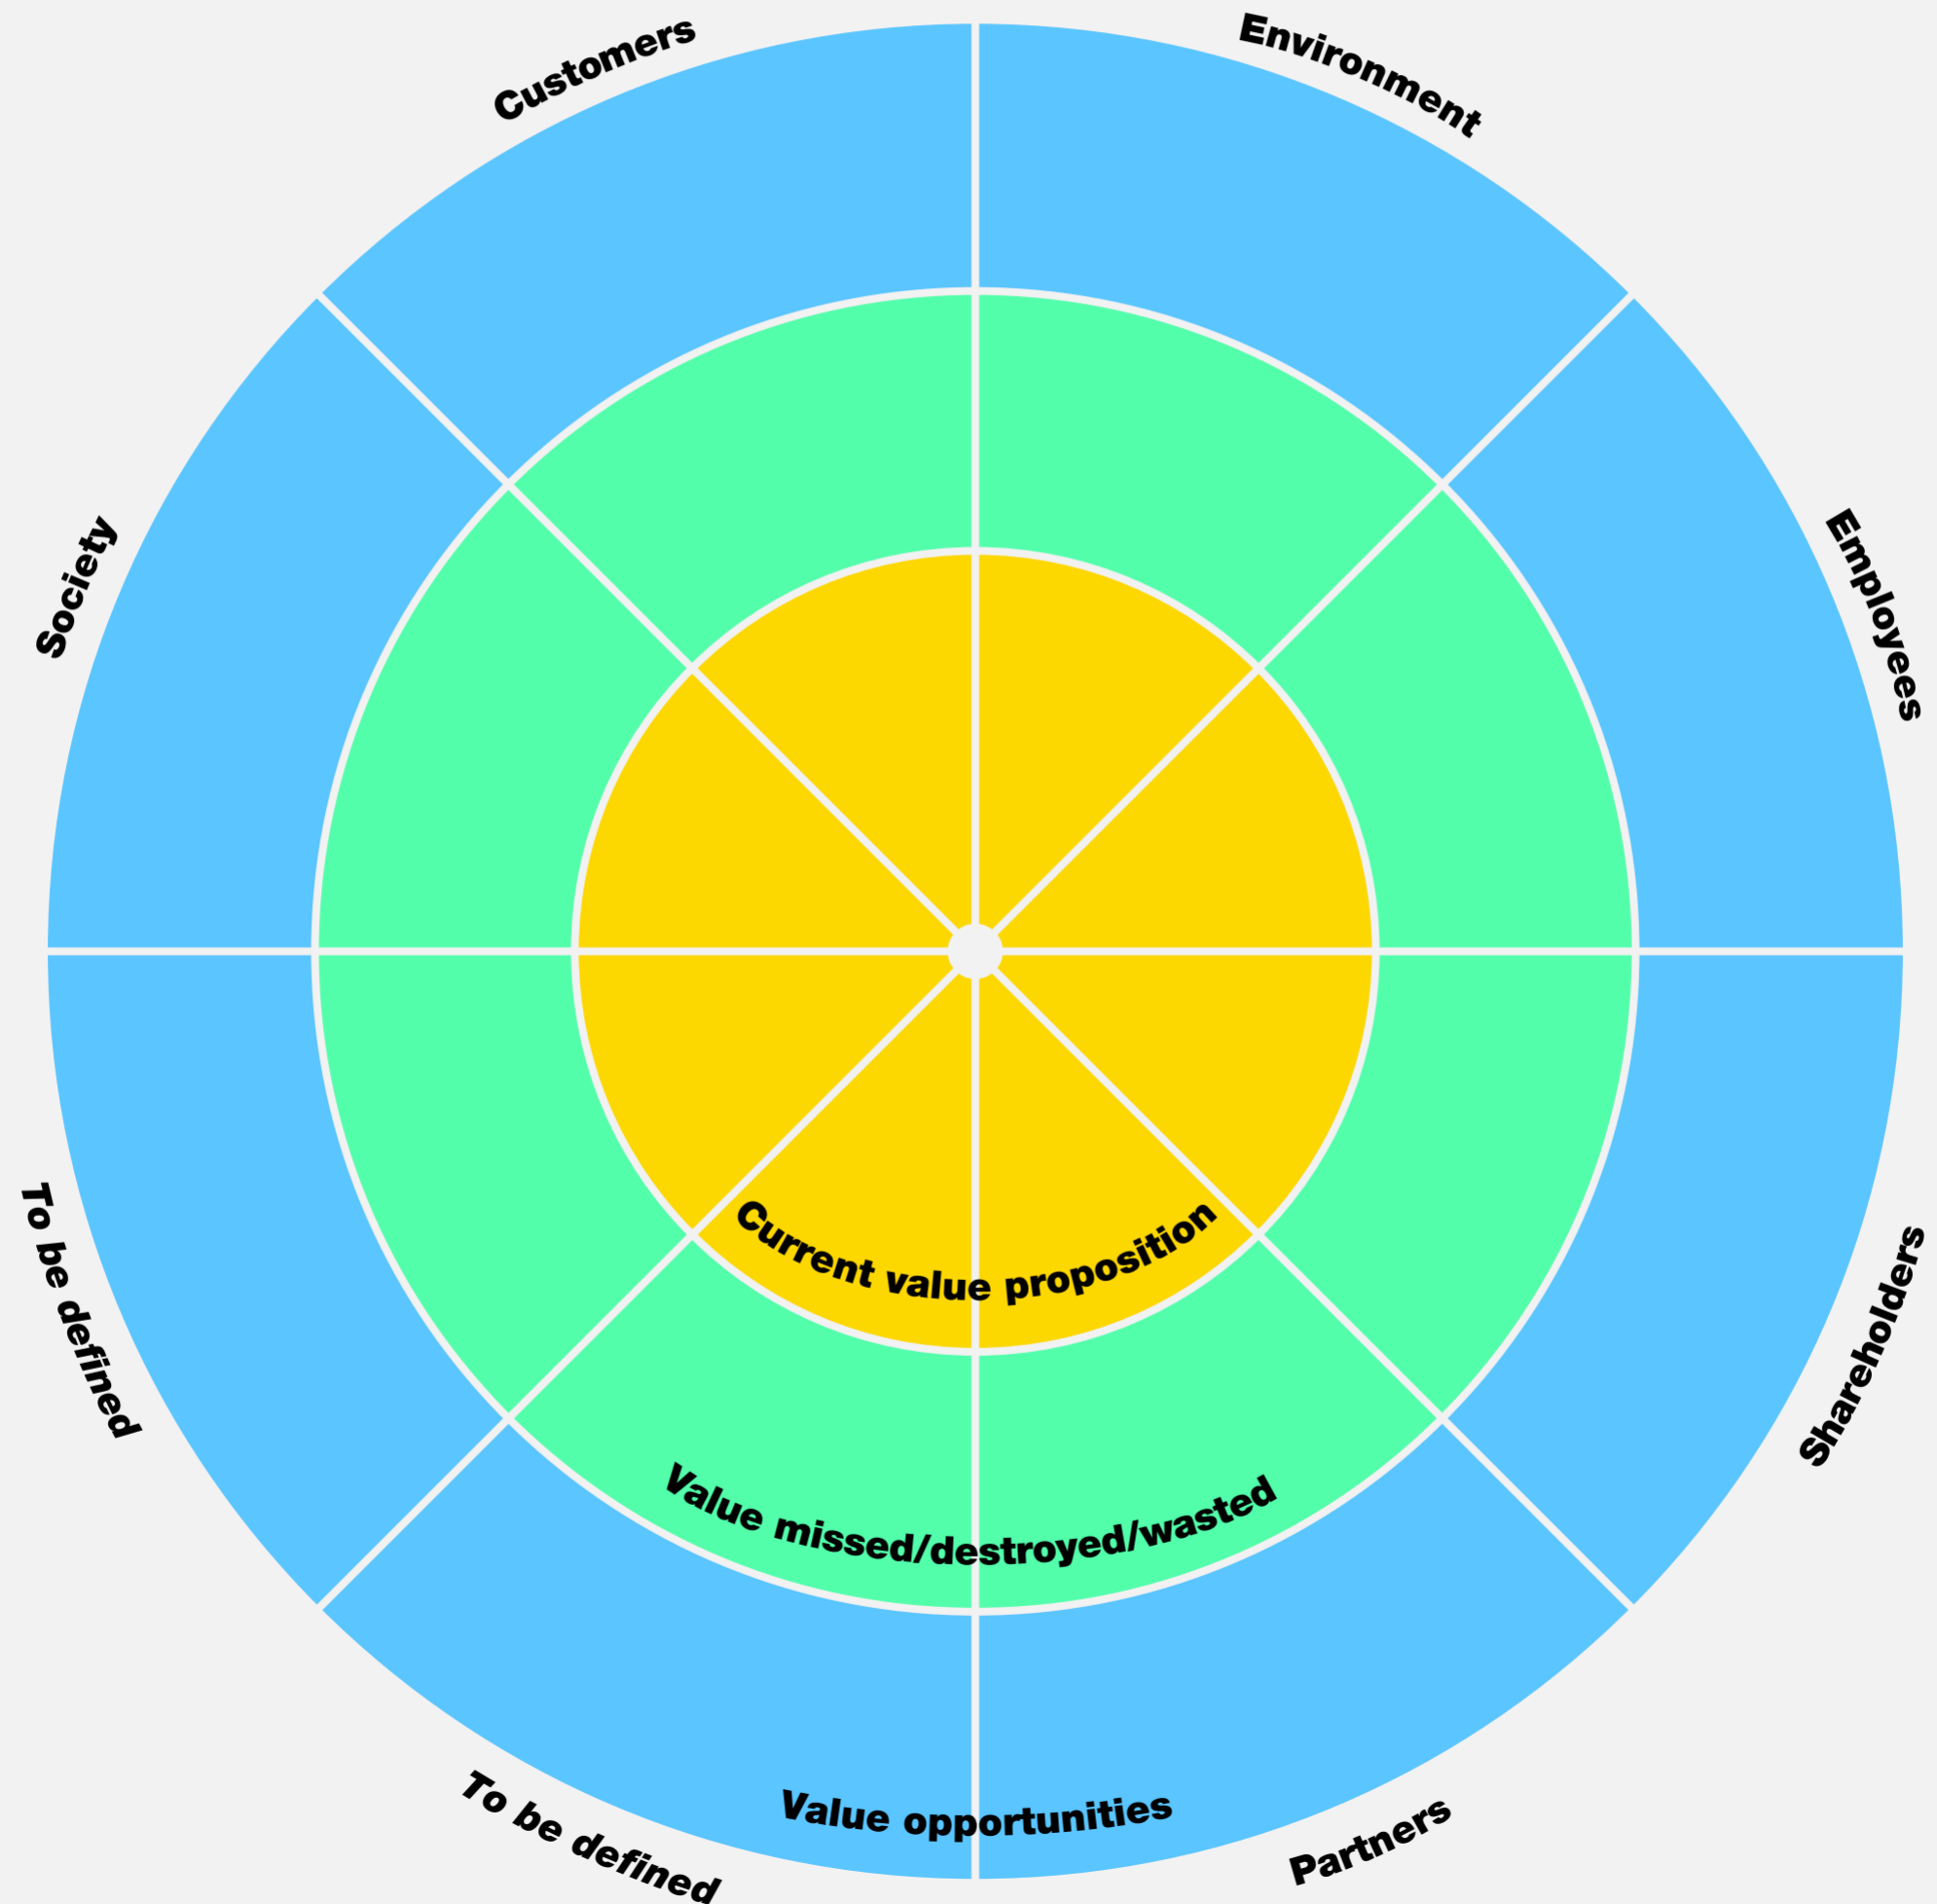 Customers
Environment
Society
Employees
To be defined
Shareholders
Current value proposition
Value missed/destroyed/wasted
Value opportunities
To be defined
Partners